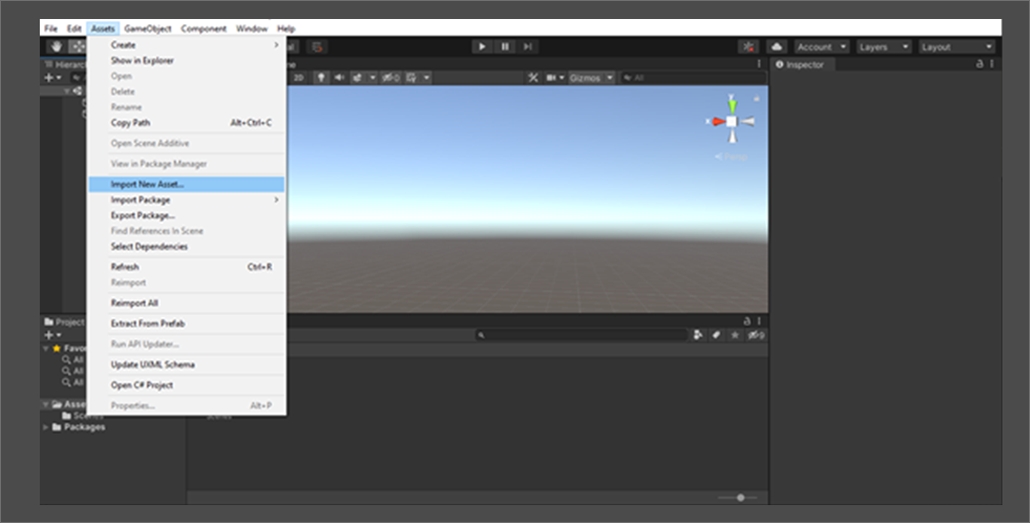 File Edit Assets GameObject Component Window Help
Create
Show in Explorer
Open
Delete
Rename
Copy Path Alt+Ctrl+C
Open Scene Additive
View in Package Manager
Import New Asset...
Import Package
Export Package...
Find References In Scene
Select Dependencies
Refresh Ctrl+R
Reimport
Reimport All
Extract From Prefab
Run API Updater...
Update UXML Schema
Open C# Project
Properties... Alt+P
Account Layers Layout
Hierarc
2D Gizmos All
Inspector
y
x
Persp
Project
Favor
All
All
All
Asse
Sce
Packages
Scenes